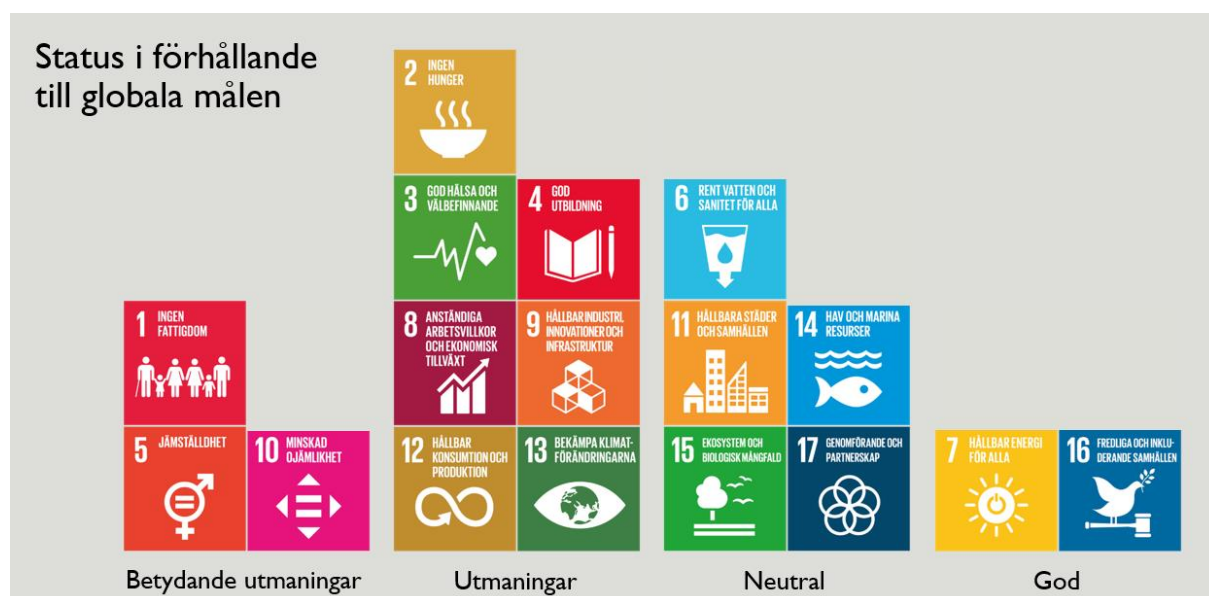 Status i förhållande
till globala målen
2 INGEN
HUNGER
3 GOD HÄLSA OCH
VÄLBEFINNANDE
4 GOD
UTBILDNING
6 RENT VATTEN OCH
SANITET FÖR ALLA
1 INGEN
FATTIGDOM
8 ANSTÄNDIGA
ARBETSVILLKOR
OCH EKONOMISK
TILLVÄXT
9 HÅLLBAR INDUSTRI,
INNOVATIONER OCH
INFRASTRUKTUR
11 HÅLLBARA STÄDER
OCH SAMHÄLLEN
14 HAV OCH MARINA
RESURSER
5 JÄMSTÄLLDHET
10 MINSKAD
OJÄMLIKHET
12 HÅLLBAR
KONSUMTION OCH
PRODUKTION
13 BEKÄMPA KLIMAT-
FÖRÄNDRINGARNA
15 EKOSYSTEM OCH
BIOLOGISK MÅNGFALD
17 GENOMFÖRANDE OCH
PARTNERSKAP
7 HÅLLBAR ENERGI
FÖR ALLA
16 FREDLIGA OCH INKLU-
DERANDE SAMHÄLLEN
Betydande utmaningar
Utmaningar
Neutral
God